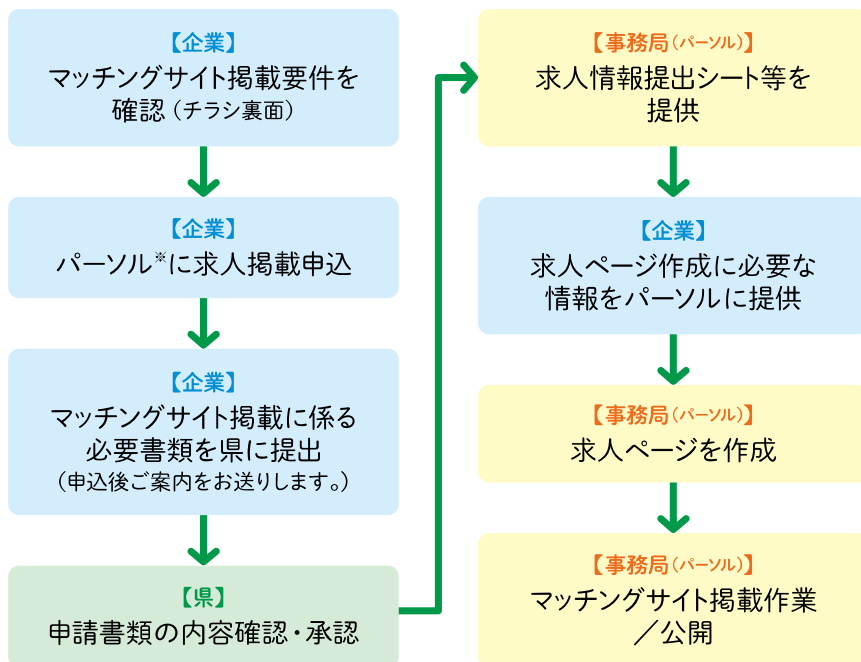 【企業】
マッチングサイト掲載要件を
確認（チラシ裏面）
【企業】
パーソル※に求人掲載申込
【企業】
マッチングサイト掲載に係る
必要書類を県に提出
（申込後ご案内をお送りします。）
【県】
申請書類の内容確認・承認
【事務局（パーソル）】
求人情報提出シート等を
提供
【企業】
求人ページ作成に必要な
情報をパーソルに提供
【事務局（パーソル）】
求人ページを作成
【事務局（パーソル）】
マッチングサイト掲載作業
／公開